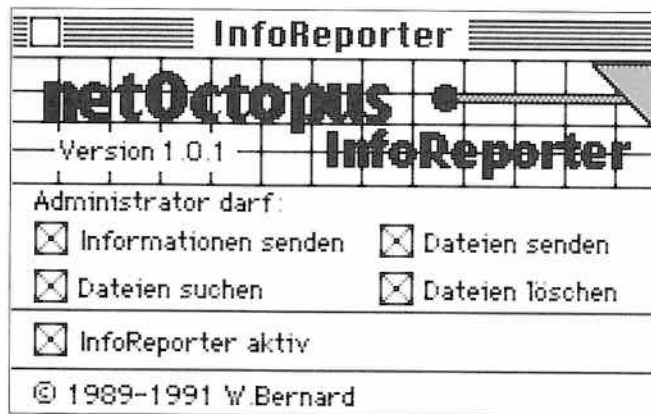 InfoReporter
netOctopus
Version 1.0.1
InfoReporter
Administrator darf:
Informationen senden
Dateien senden
Dateien suchen
Dateien löschen
InfoReporter aktiv
© 1989-1991 W.Bernard